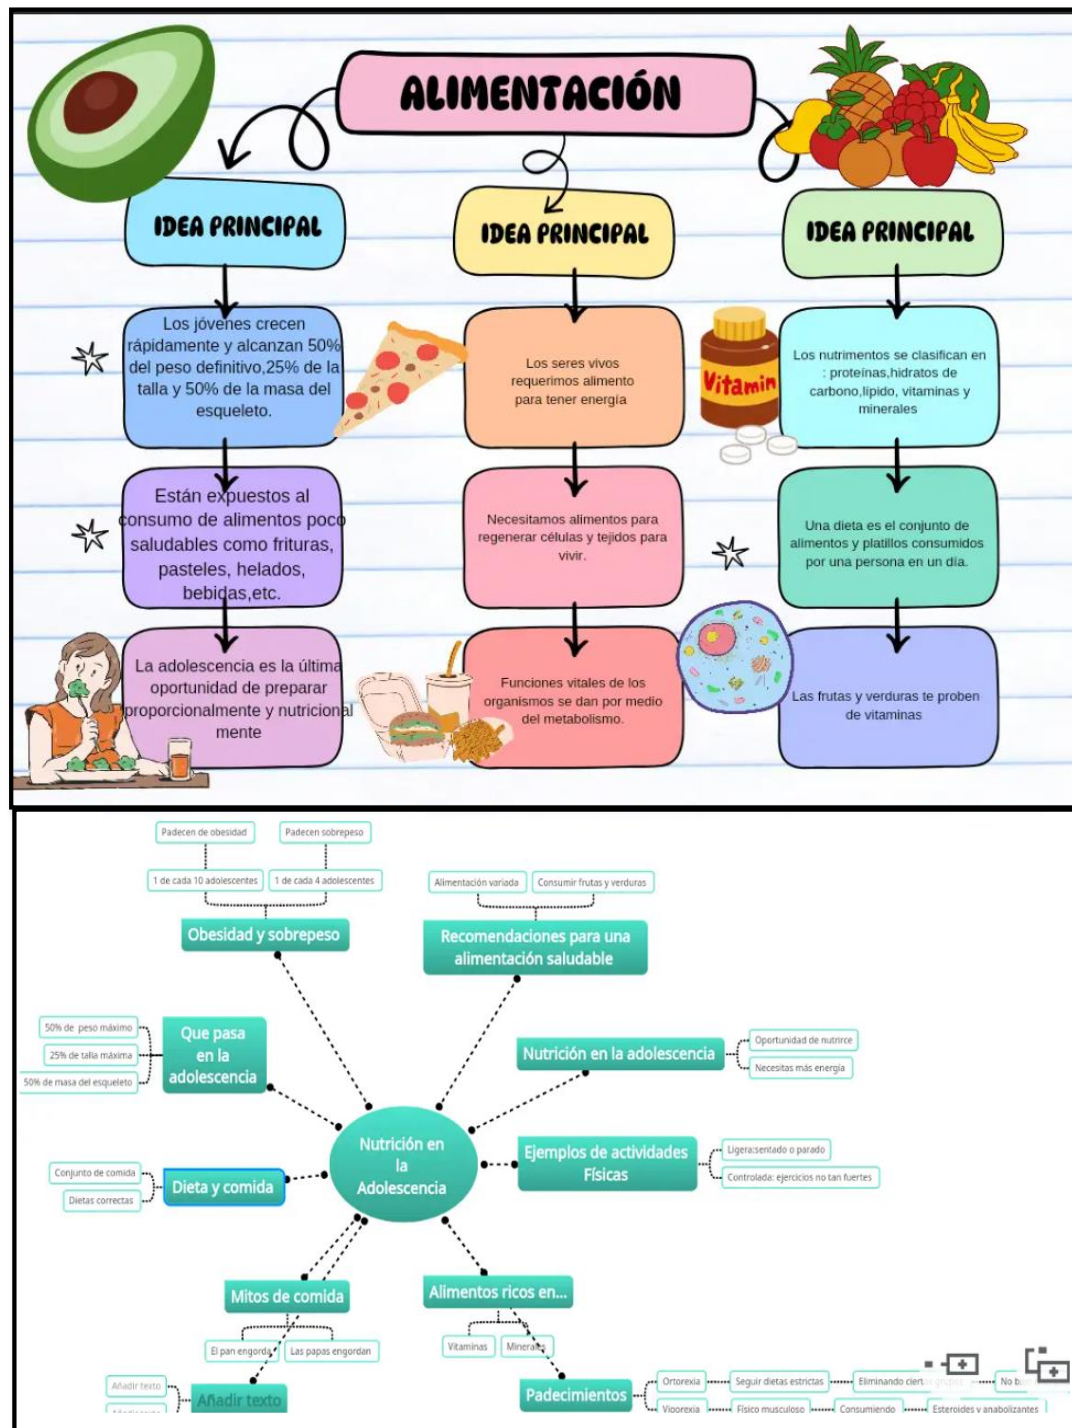 ALIMENTACIÓN
IDEA PRINCIPAL
Los jóvenes crecen
rápidamente y alcanzan 50%
del peso definitivo,25% de la
talla y 50% de la masa del
esqueleto.
Están expuestos al
consumo de alimentos poco
saludables como frituras,
pasteles, helados,
bebidas,etc.
La adolescencia es la última
oportunidad de preparar
proporcionalmente y nutricional
mente
IDEA PRINCIPAL
Los seres vivos
requerimos alimento
para tener energía
Necesitamos alimentos para
regenerar células y tejidos para
vivir.
Funciones vitales de los
organismos se dan por medio
del metabolismo.
IDEA PRINCIPAL
Vitamin
Los nutrimentos se clasifican en
: proteínas,hidratos de
carbono,lípido, vitaminas y
minerales
Una dieta es el conjunto de
alimentos y platillos consumidos
por una persona en un día.
Las frutas y verduras te proben
de vitaminas
Padecen de obesidad
Padecen sobrepeso
1 de cada 10 adolescentes
1 de cada 4 adolescentes
Obesidad y sobrepeso
Alimentación variada
Consumir frutas y verduras
Recomendaciones para una
alimentación saludable
50% de peso máximo
25% de talla máxima
50% de masa del esqueleto
Que pasa
en la
adolescencia
Nutrición en la adolescencia
Oportunidad de nutrirce
Necesitas más energía
Nutrición en
la
Adolescencia
Ejemplos de actividades
Físicas
Ligera:sentado o parado
Controlada: ejercicios no tan fuertes
Conjunto de comida
Dietas correctas
Dieta y comida
Mitos de comida
El pan engorda
Las papas engordan
Alimentos ricos en...
Vitaminas
Minerales
Añadir texto
Añadir texto
Añadir texto
Padecimientos
Ortorexia
Seguir dietas estrictas
Eliminando
No
Vigorexia
Físico musculoso
Consumiendo
Esteroides y anabolizantes